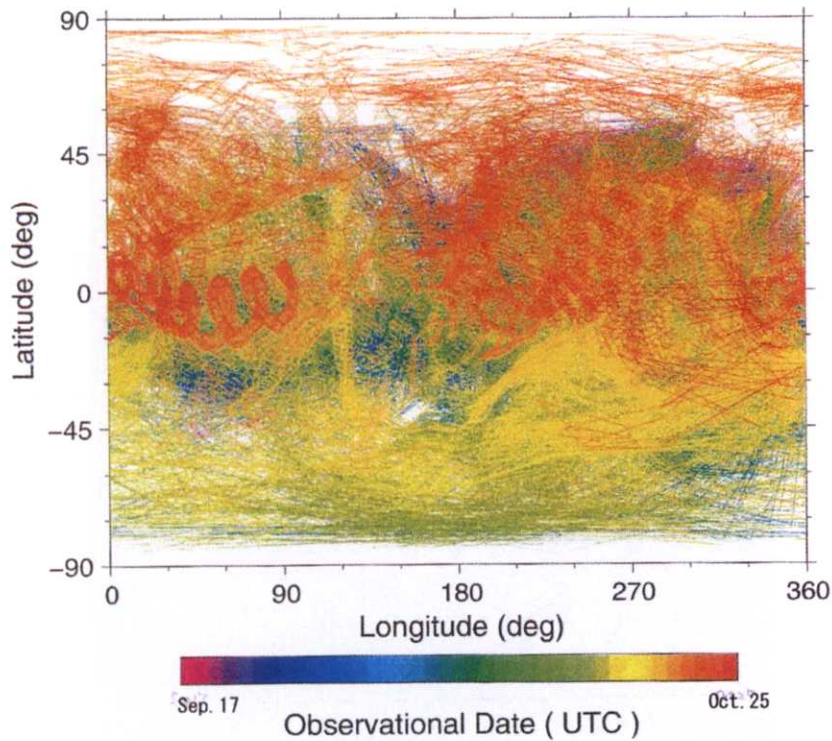 90
45
0
-45
-90
Latitude (deg)
0 90 180 270 360
Longitude (deg)
Sep. 17 Oct. 25
Observational Date ( UTC )